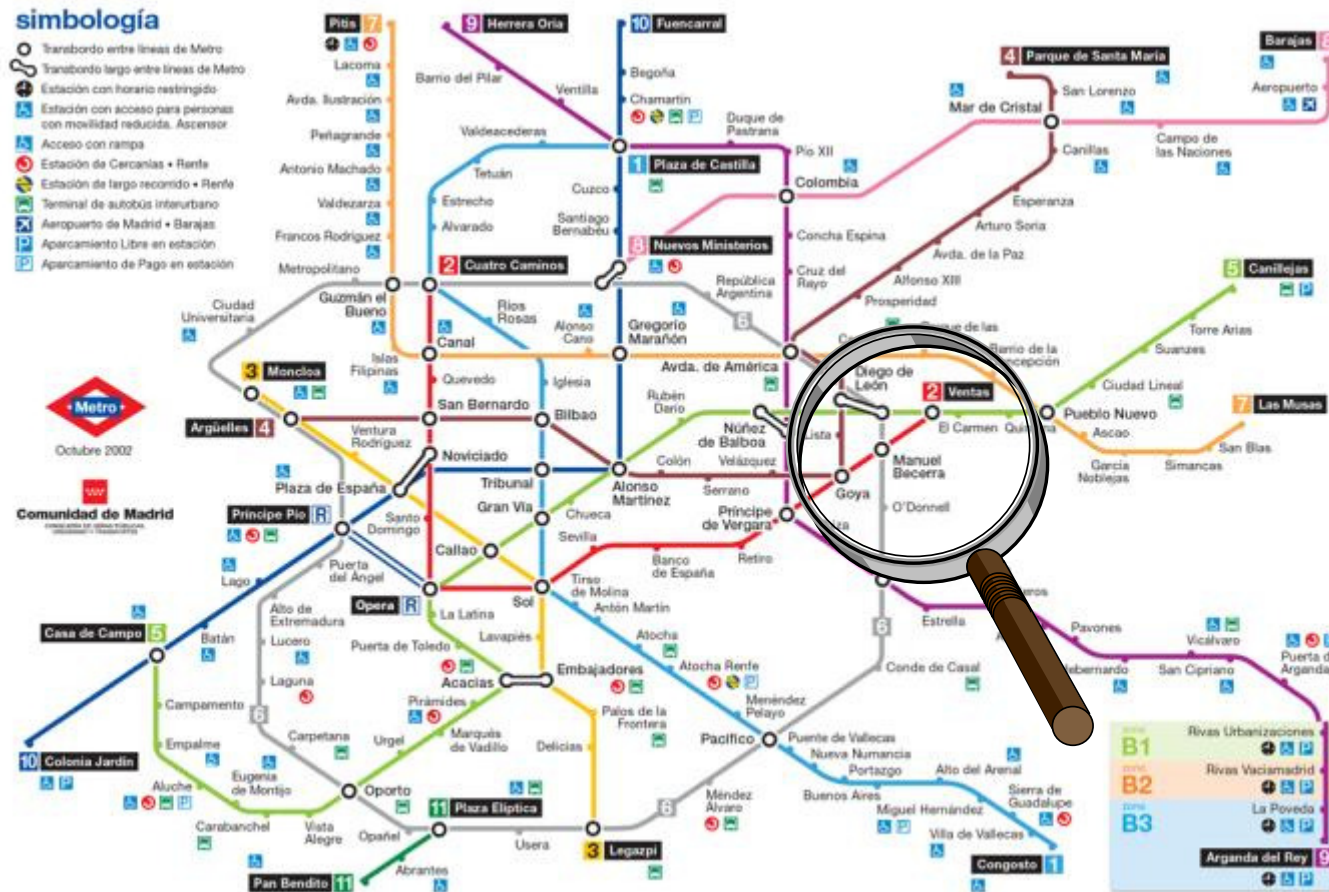 simbología
Transbordo entre líneas de Metro
Transbordo largo entre líneas de Metro
Estación con horario restringido
Estación con acceso para personas
con movilidad reducida. Ascensor
Acceso con rampa
Estación de Cercanías • Renfe
Estación de largo recorrido • Renfe
Terminal de autobús interurbano
Aeropuerto de Madrid • Barajas
Aparcamiento Libre en estación
Aparcamiento de Pago en estación
Pitis 7
Lacoma
Avda. Ilustración
Peñagrande
Antonio Machado
Valdezarza
Francos Rodríguez
9 Herrera Oria
Barrio del Pilar
Ventilla
10 Fuencarral
Begoña
Chamartín
Duque de
Pastrana
Valdeacederas
1 Plaza de Castilla
Pío XII
Tetuán
Cuzco
Colombia
Estrecho
Santiago
Bernabéu
Alvarado
Concha Espina
4 Parque de Santa María
San Lorenzo
Mar de Cristal
Canillas
Campo de
las Naciones
Barajas 8
Aeropuerto
Esperanza
Arturo Soria
Avda. de la Paz
Alfonso XIII
Prosperidad
8 Nuevos Ministerios
Metropolitano
2 Cuatro Caminos
República
Argentina
Cruz del
Rayo
6
5 Canillejas
Torre Arias
Suanzes
Ciudad Lineal
Ciudad
Universitaria
Guzmán el
Bueno
Ríos
Rosas
Alonso
Cano
Gregorio
Marañón
Canal
Islas
Filipinas
Avda. de América
Diego de
León
Barrio de la
2 Ventas
Pueblo Nuevo
7 Las Musas
3 Moncloa
Quevedo
Iglesia
Rubén
Darío
Metro
Octubre 2002
Argüelles 4
San Bernardo
Bilbao
Núñez
de Balboa
Lista
El Carmen
Ascao
San Blas
García
Noblejas
Simancas
Ventura
Rodríguez
Noviciado
Colón
Velázquez
Manuel
Becerra
Plaza de España
Tribunal
Alonso
Martínez
Serrano
Goya
O'Donnell
Comunidad de Madrid
Príncipe Pío R
Santo
Domingo
Gran Vía
Chueca
Príncipe
de Vergara
Sevilla
Callao
Banco
de España
Retiro
Puerta
del Ángel
Lago
Opera R
Sol
Tirso
de Molina
Alto de
Extremadura
La Latina
Antón Martín
Estrella
Casa de Campo 5
Batán
Lucero
Puerta de Toledo
Lavapiés
Atocha
6
Pavones
Vicálvaro
Laguna
Acacias
Embajadores
Atocha Renfe
Conde de Casal
San Cipriano
Campamento
6
Pirámides
Palos de la
Frontera
Menéndez
Pelayo
Carpetana
Urgel
Marqués
de Vadillo
Delicias
Pacífico
Puente de Vallecas
Empalme
Nueva Numancia
10 Colonia Jardín
Eugenia
de Montijo
Portazgo
Alto del Arenal
Aluche
Oporto
Buenos Aires
Sierra de
Guadalupe
11 Plaza Elíptica
Méndez
Álvaro
6
Miguel Hernández
Carabanchel
Vista
Alegre
Opañel
Usera
Villa de Vallecas
3 Legazpi
Abrantes
Congosto 1
Pan Bendito 11
zona
B1
Rivas Urbanizaciones
zona
B2
Rivas Vaciamadrid
zona
B3
La Poveda
Arganda del Rey 9